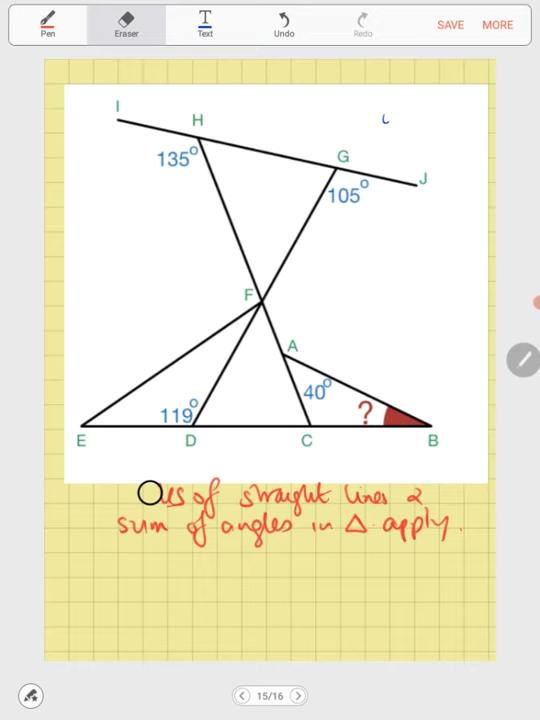 Pen
Eraser
Text
Undo
Redo
SAVE
MORE
I
H
135°
G
J
105°
F
A
40°
119°
?
E
D
C
B
of straight lines &
sum of angles in Δ apply.
15/16